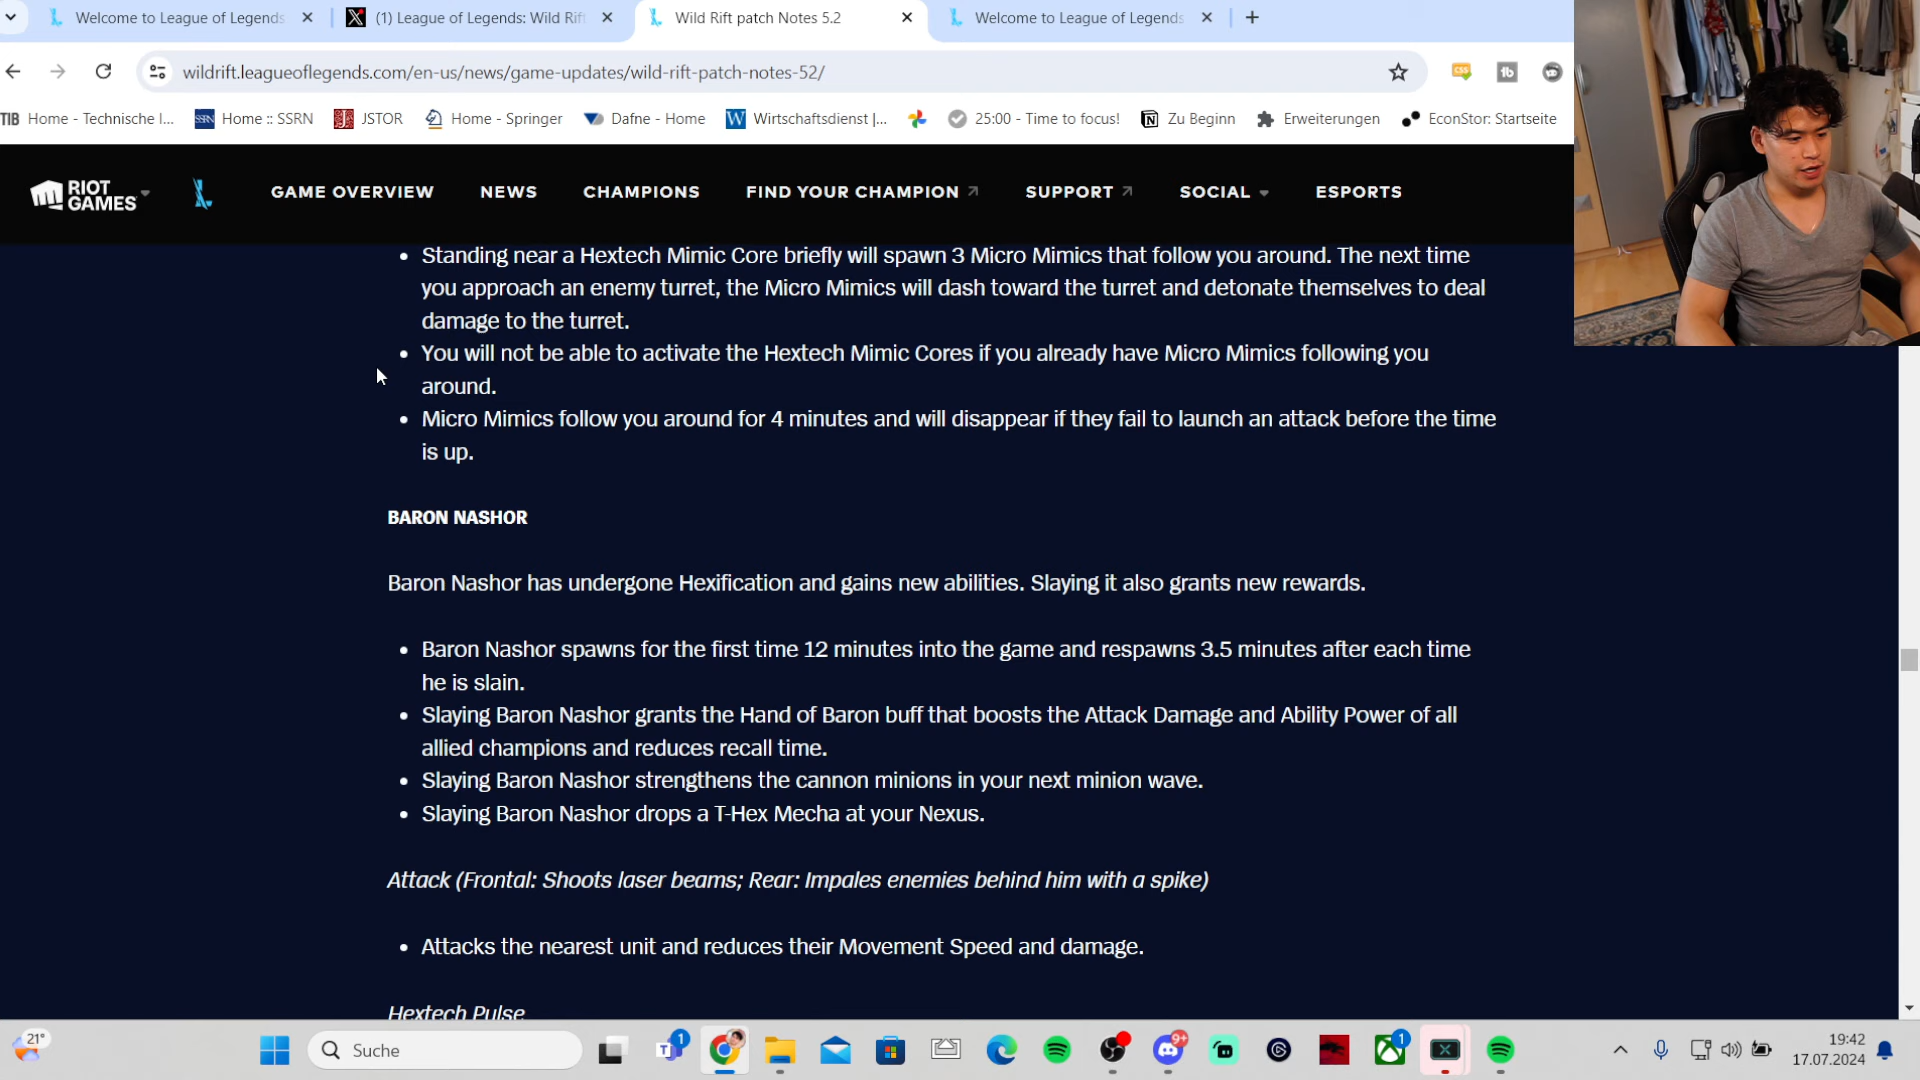 Welcome to League of Legends
(1) League of Legends: Wild Rif
Wild Rift patch Notes 5.2
Welcome to League of Legends
wildrift.leagueoflegends.com/en-us/news/game-updates/wild-rift-patch-notes-52/
TIB Home - Technische I...
SSRN Home :: SSRN
JSTOR
Home - Springer
Dafne - Home
W Wirtschaftsdienst |...
25:00 - Time to focus!
Zu Beginn
Erweiterungen
EconStor: Startseite
RIOT GAMES
GAME OVERVIEW
NEWS
CHAMPIONS
FIND YOUR CHAMPION
SUPPORT
SOCIAL
ESPORTS
Standing near a Hextech Mimic Core briefly will spawn 3 Micro Mimics that follow you around. The next time
you approach an enemy turret, the Micro Mimics will dash toward the turret and detonate themselves to deal
damage to the turret.
You will not be able to activate the Hextech Mimic Cores if you already have Micro Mimics following you
around.
Micro Mimics follow you around for 4 minutes and will disappear if they fail to launch an attack before the time
is up.
BARON NASHOR
Baron Nashor has undergone Hexification and gains new abilities. Slaying it also grants new rewards.
Baron Nashor spawns for the first time 12 minutes into the game and respawns 3.5 minutes after each time
he is slain.
Slaying Baron Nashor grants the Hand of Baron buff that boosts the Attack Damage and Ability Power of all
allied champions and reduces recall time.
Slaying Baron Nashor strengthens the cannon minions in your next minion wave.
Slaying Baron Nashor drops a T-Hex Mecha at your Nexus.
Attack (Frontal: Shoots laser beams; Rear: Impales enemies behind him with a spike)
Attacks the nearest unit and reduces their Movement Speed and damage.
Hextech Pulse
21°
Suche
1
9+
1
19:42
17.07.2024